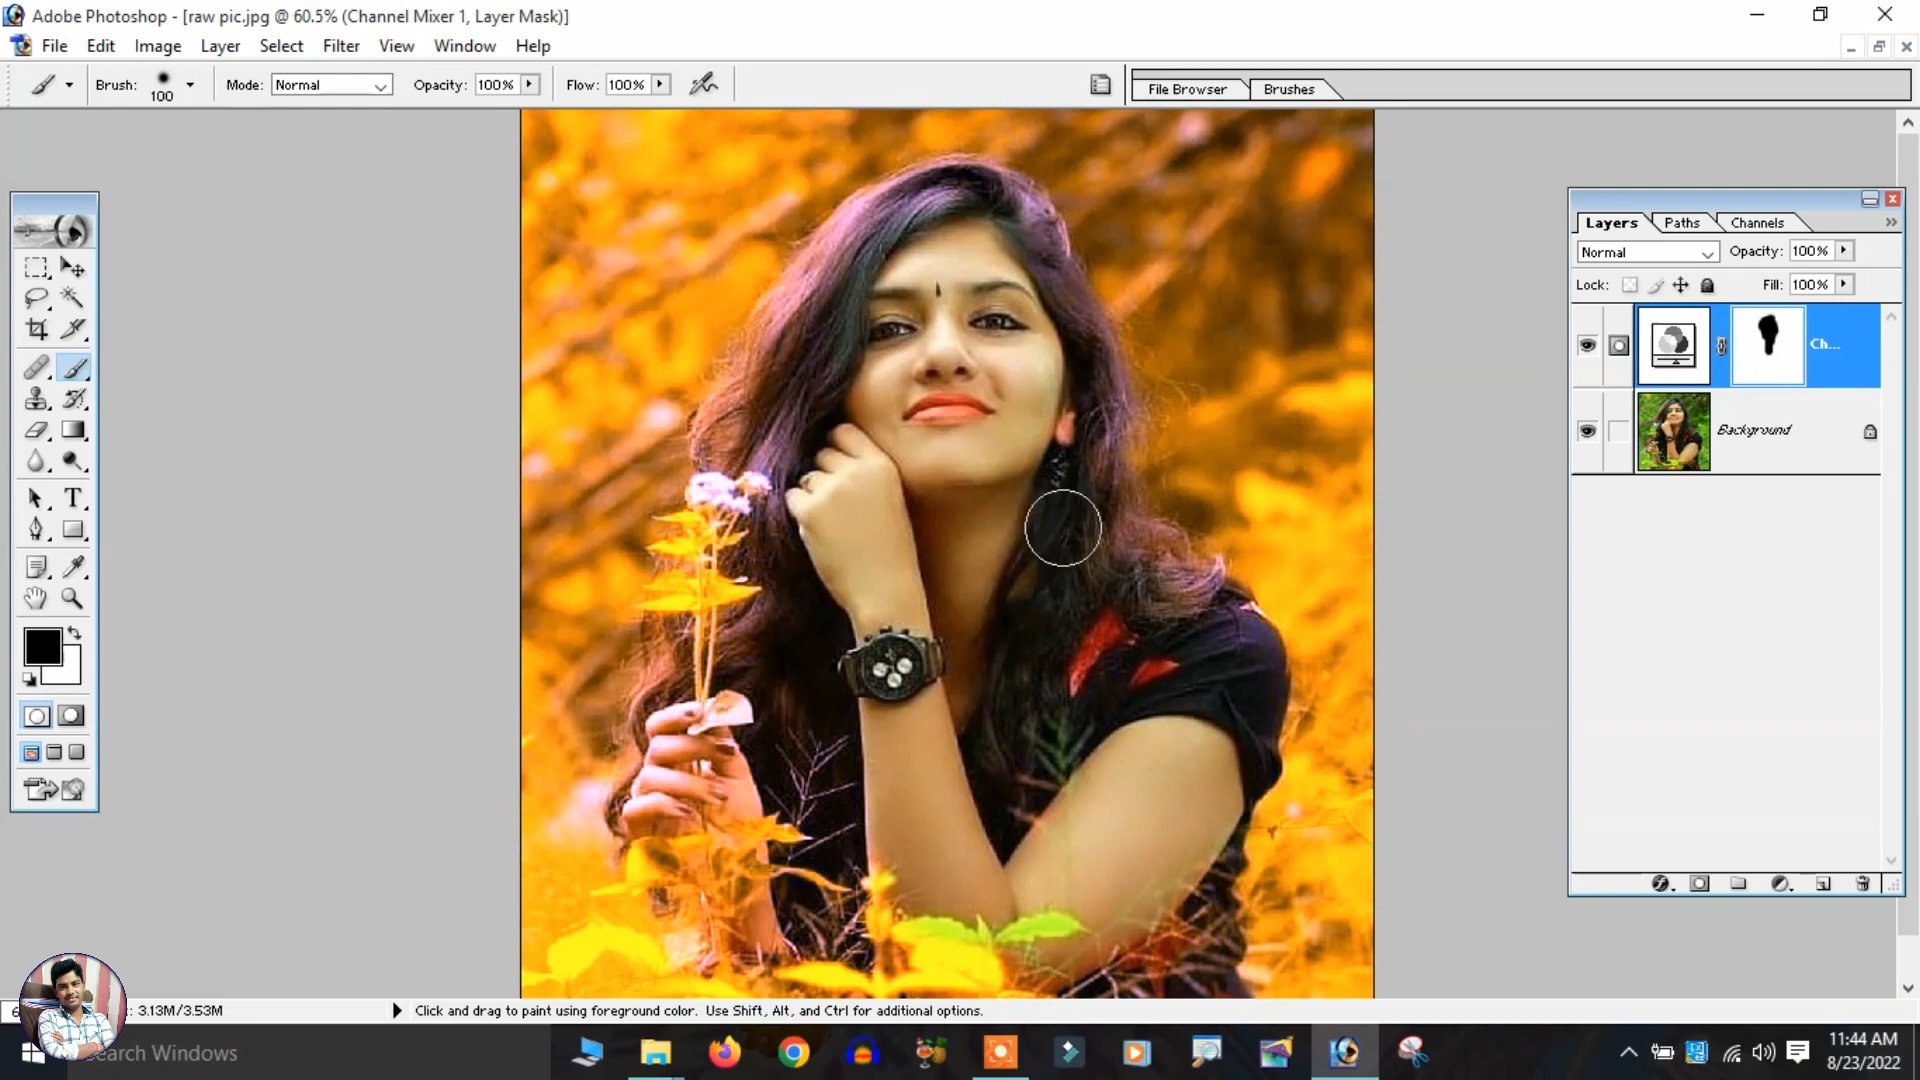 Adobe Photoshop - [raw pic.jpg @ 60.5% (Channel Mixer 1, Layer Mask)]
File Edit Image Layer Select Filter View Window Help
Brush: 100 Mode: Normal Opacity: 100% Flow: 100% File Browser Brushes
Layers Paths Channels
Normal Opacity: 100%
Lock: Fill: 100%
Ch...
Background
3.13M/3.53M Click and drag to paint using foreground color. Use Shift, Alt, and Ctrl for additional options.
earch Windows
11:44 AM
8/23/2022